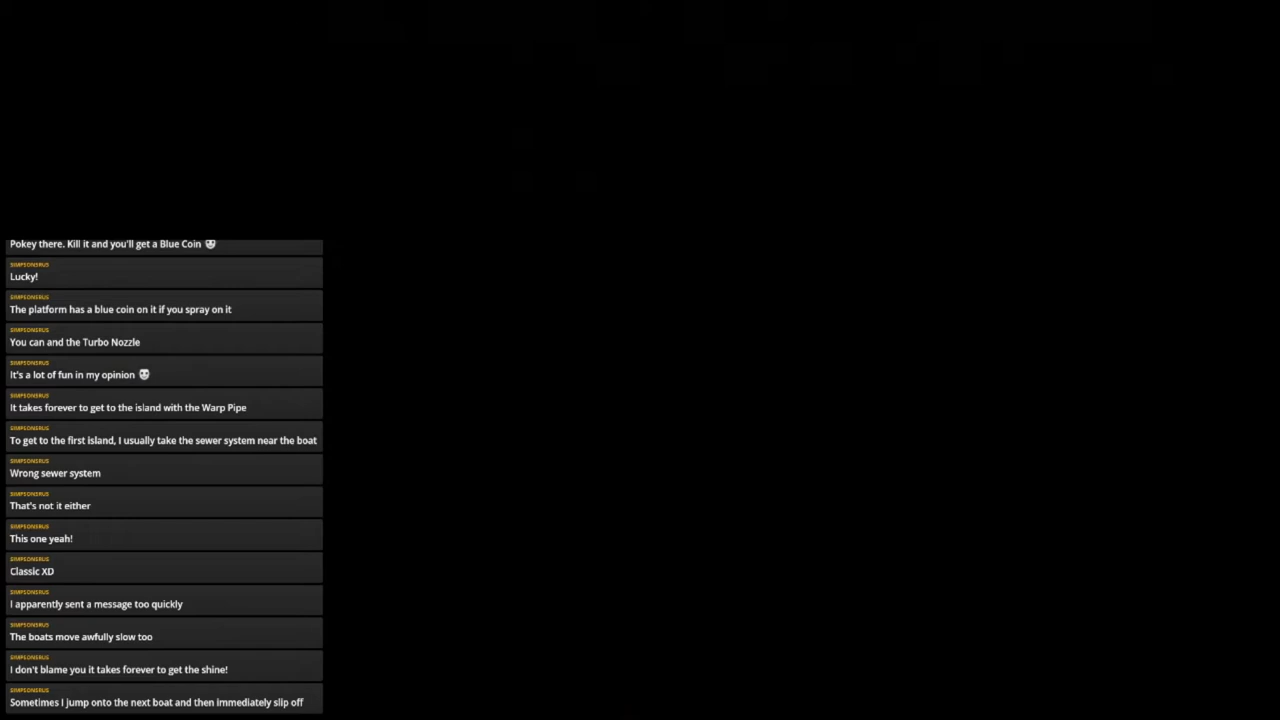 Pokey there. Kill it and you'll get a Blue Coin
SIMPSONSRUS
Lucky!
SIMPSONSRUS
The platform has a blue coin on it if you spray on it
SIMPSONSRUS
You can and the Turbo Nozzle
SIMPSONSRUS
It's a lot of fun in my opinion
SIMPSONSRUS
It takes forever to get to the island with the Warp Pipe
SIMPSONSRUS
To get to the first island, I usually take the sewer system near the boat
SIMPSONSRUS
Wrong sewer system
SIMPSONSRUS
That's not it either
SIMPSONSRUS
This one yeah!
SIMPSONSRUS
Classic XD
SIMPSONSRUS
I apparently sent a message too quickly
SIMPSONSRUS
The boats move awfully slow too
SIMPSONSRUS
I don't blame you it takes forever to get the shine!
SIMPSONSRUS
Sometimes I jump onto the next boat and then immediately slip off